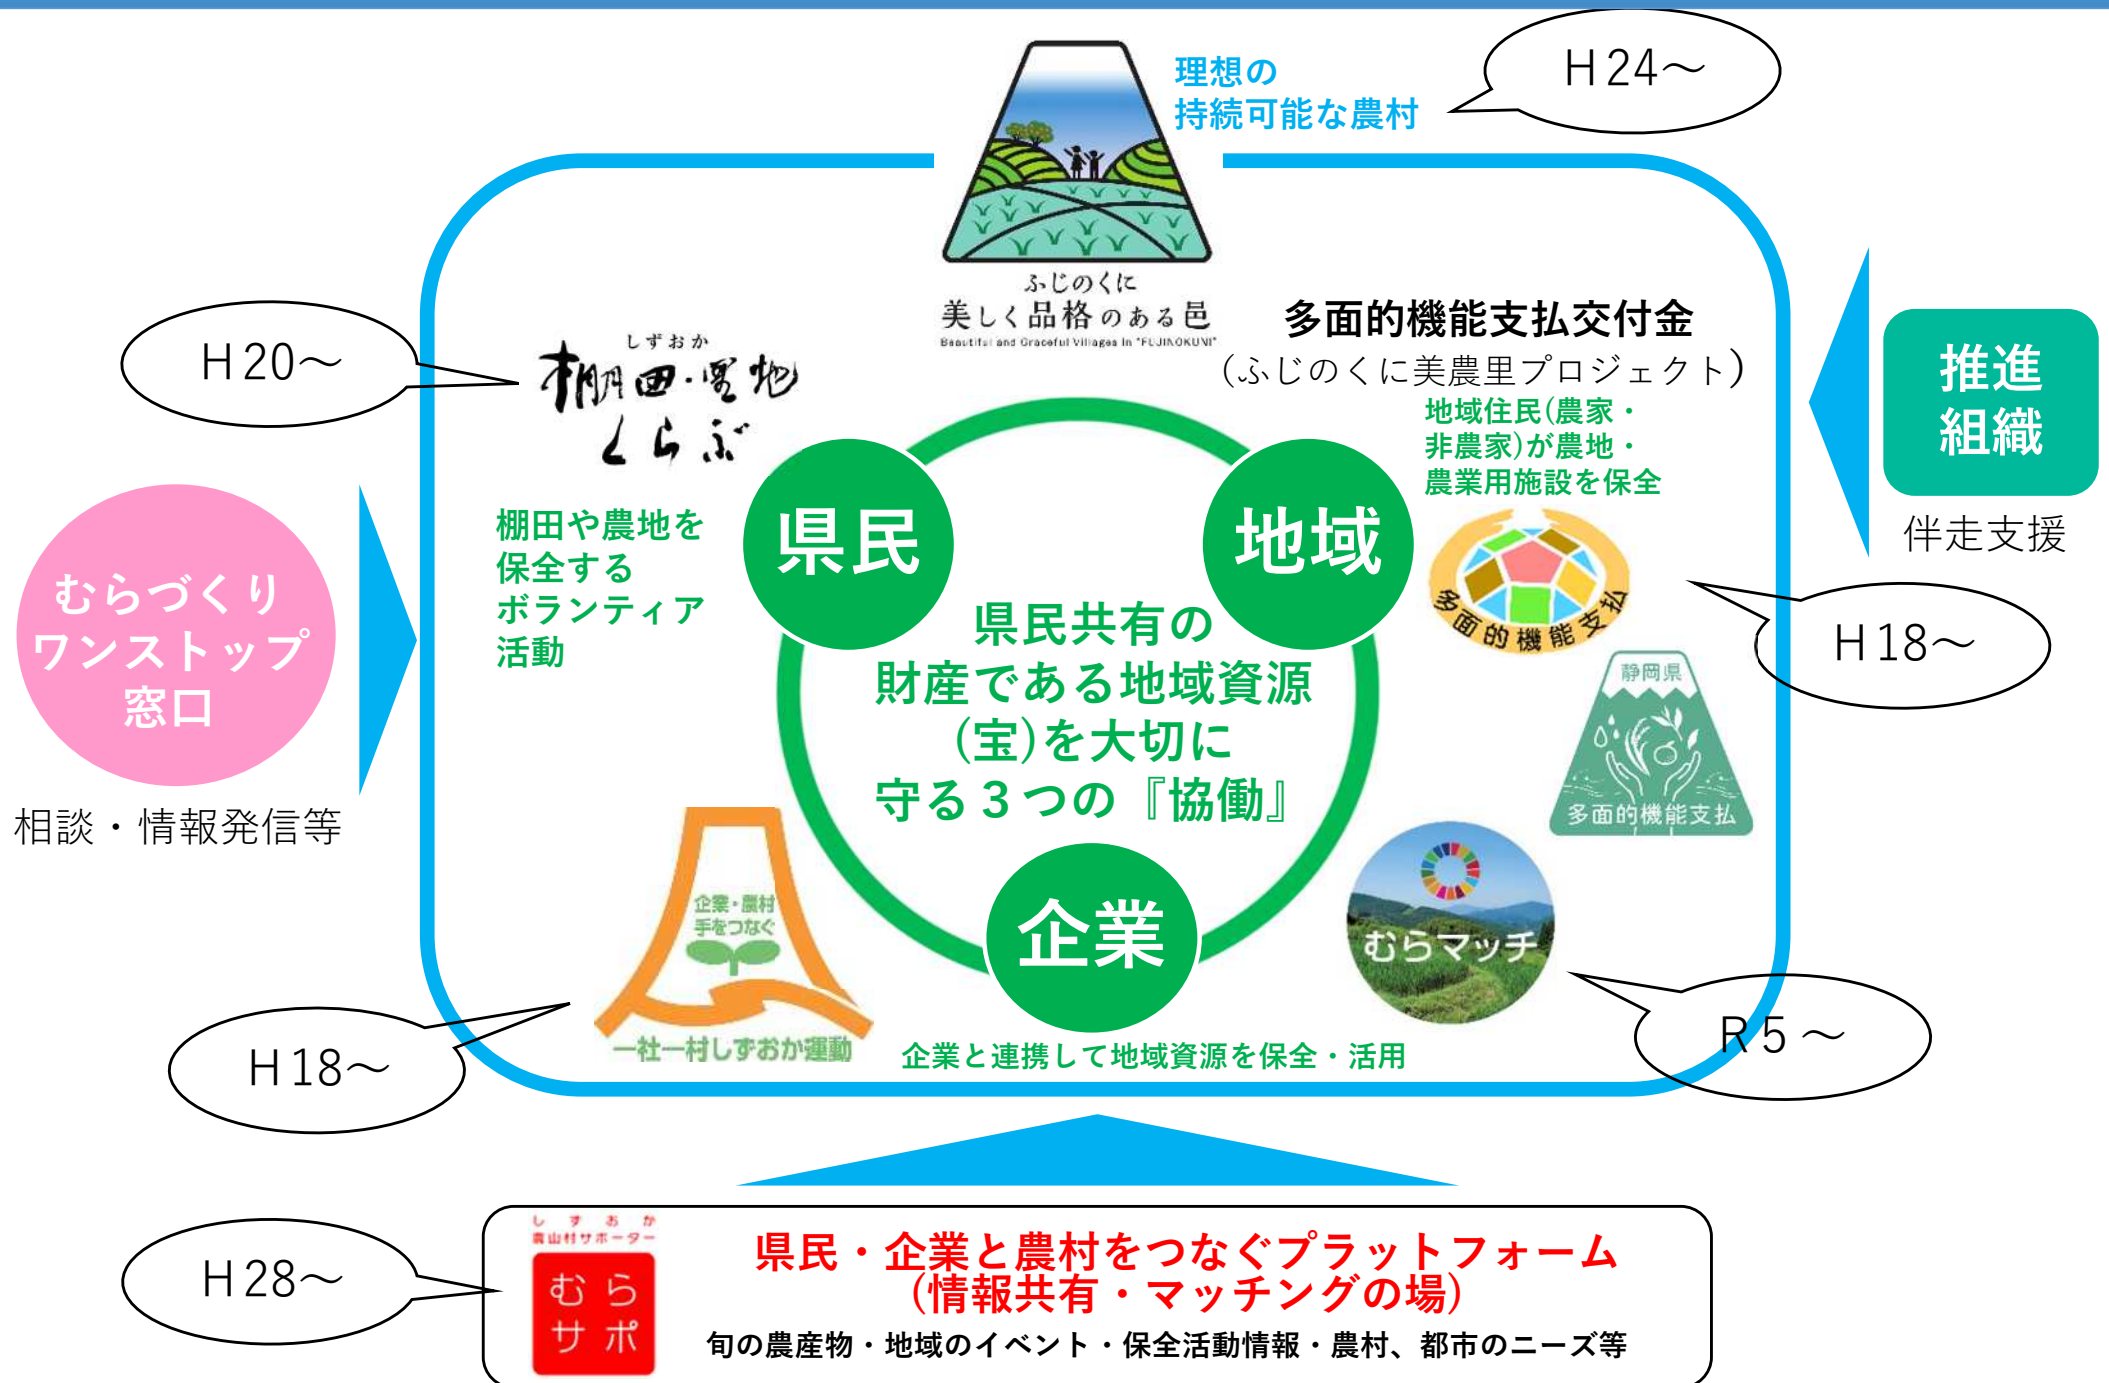 理想の
持続可能な農村
H24～
ふじのくに
美しく品格のある邑
Beautiful and Graceful Villages in "FUJINOKUNI"
H20～
しずおか
棚田・里地
くらぶ
棚田や農地を
保全する
ボランティア
活動
多面的機能支払交付金
（ふじのくに美農里プロジェクト）
地域住民(農家・
非農家)が農地・
農業用施設を保全
多面的機能支払
H18～
静岡県
多面的機能支払
推進
組織
伴走支援
むらづくり
ワンストップ
窓口
相談・情報発信等
県民
地域
企業
県民共有の
財産である地域資源
(宝)を大切に
守る３つの『協働』
企業・農村
手をつなぐ
一社一村しずおか運動
H18～
企業と連携して地域資源を保全・活用
むらマッチ
R５～
H28～
しずおか
農山村サポーター
むら
サポ
県民・企業と農村をつなぐプラットフォーム
(情報共有・マッチングの場)
旬の農産物・地域のイベント・保全活動情報・農村、都市のニーズ等